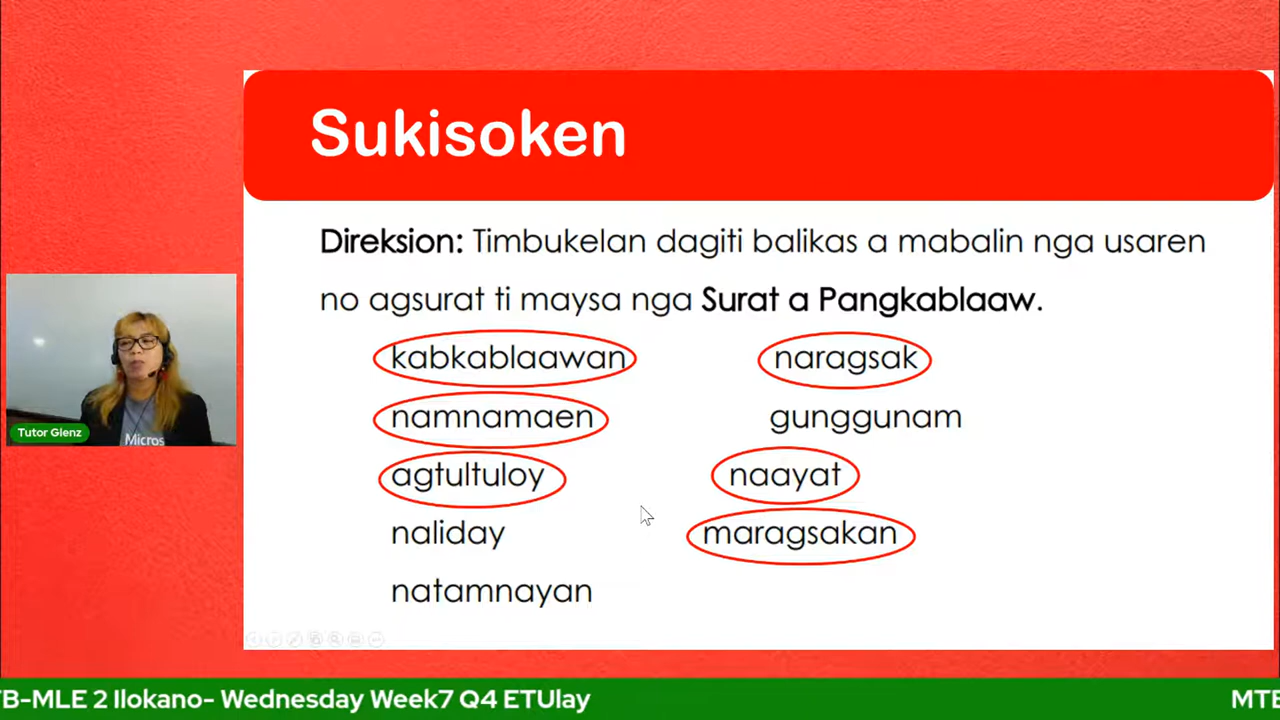 Sukisoken
Direksion: Timbukelan dagiti balikas a mabalin nga usaren
no agsurat ti maysa nga Surat a Pangkablaaw.
kabkablaawan naragsak
namnamaen gunggunam
agtultuloy naayat
naliday maragsakan
natamnayan
Micros
Tutor Glenz
TB-MLE 2 Ilokano- Wednesday Week7 Q4 ETUlay MTE